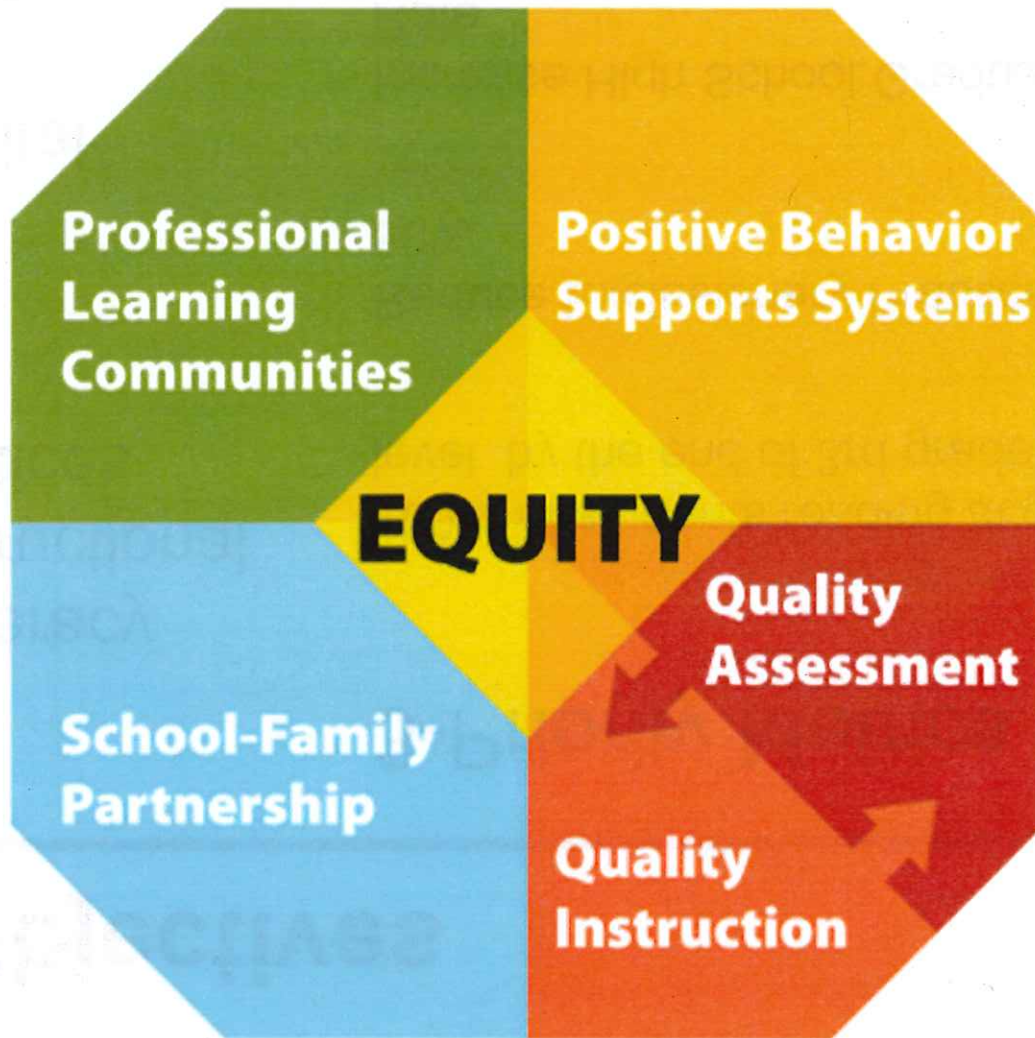 Professional
Learning
Communities
Positive Behavior
Supports Systems
EQUITY
Quality
Assessment
School-Family
Partnership
Quality
Instruction